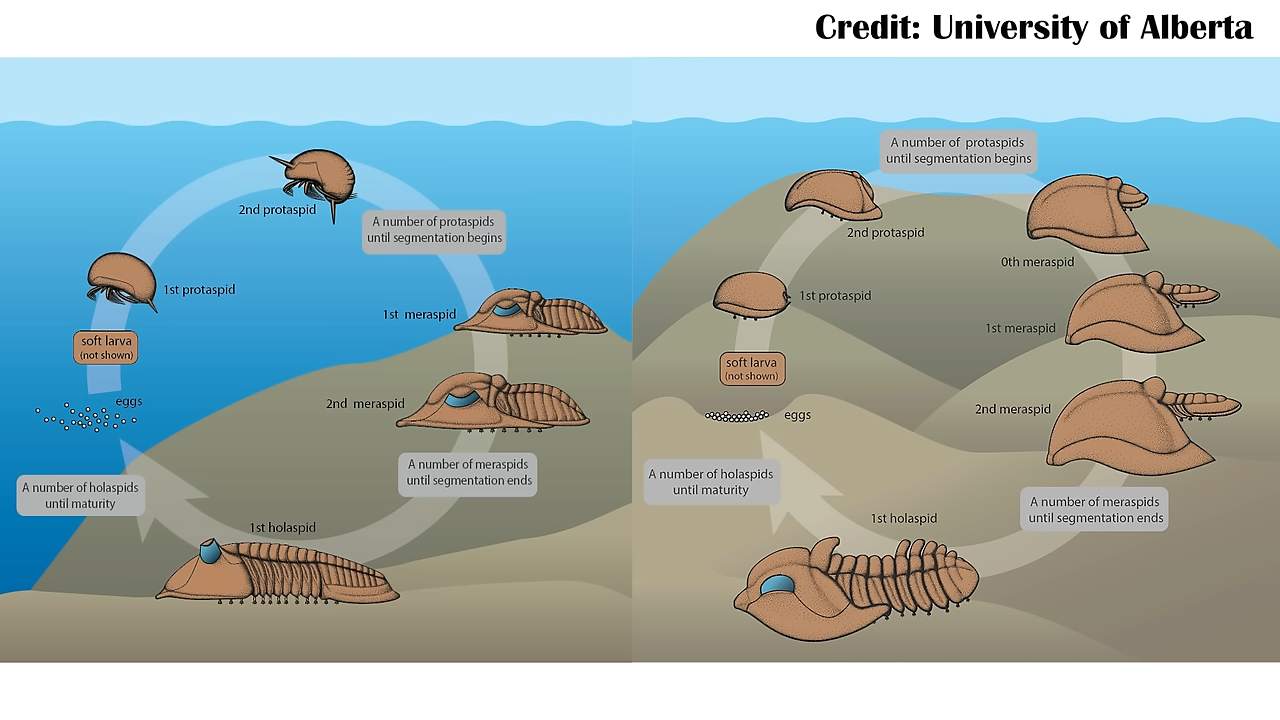 Credit: University of Alberta
2nd protaspid
A number of protaspids
until segmentation begins
1st protaspid
1st meraspid
soft larva
(not shown)
eggs
2nd meraspid
A number of meraspids
until segmentation ends
A number of holaspids
until maturity
1st holaspid
A number of protaspids
until segmentation begins
2nd protaspid
0th meraspid
1st protaspid
1st meraspid
soft larva
(not shown)
eggs
2nd meraspid
A number of holaspids
until maturity
A number of meraspids
until segmentation ends
1st holaspid